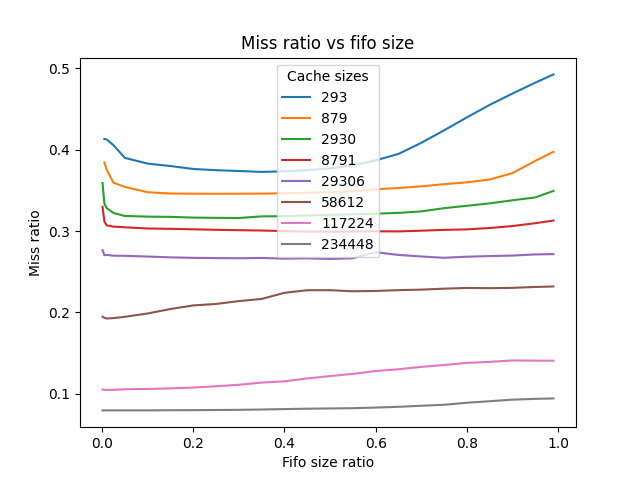 Miss ratio vs fifo size
Cache sizes
293
879
2930
8791
29306
58612
117224
234448
Miss ratio
0.5
0.4
0.3
0.2
0.1
0.0 0.2 0.4 0.6 0.8 1.0
Fifo size ratio